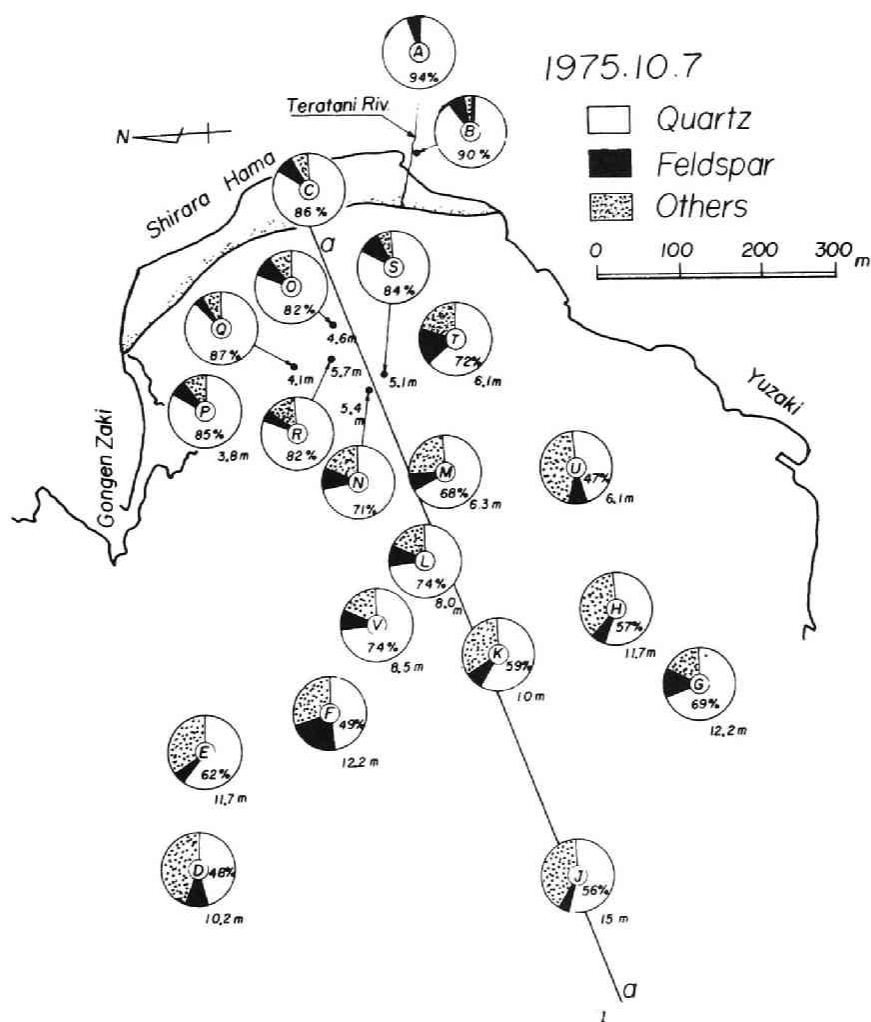 1975.10.7
Quartz
Feldspar
Others
0 100 200 300 m
N
Teratani Riv.
Shirara Hama
Gongen Zaki
Yuzaki
A
94%
B
90%
C
86%
a
S
84%
5.1m
O
82%
4.6m
Q
87%
4.1m
T
72%
6.1m
P
85%
3.8m
R
82%
5.7m
5.4
m
N
71%
M
68%
6.3m
U
47%
6.1m
L
74%
8.0
m
V
74%
8.5m
H
57%
11.7m
K
59%
10m
G
69%
12.2m
F
49%
12.2m
E
62%
11.7m
D
48%
10.2m
J
56%
15m
a
1